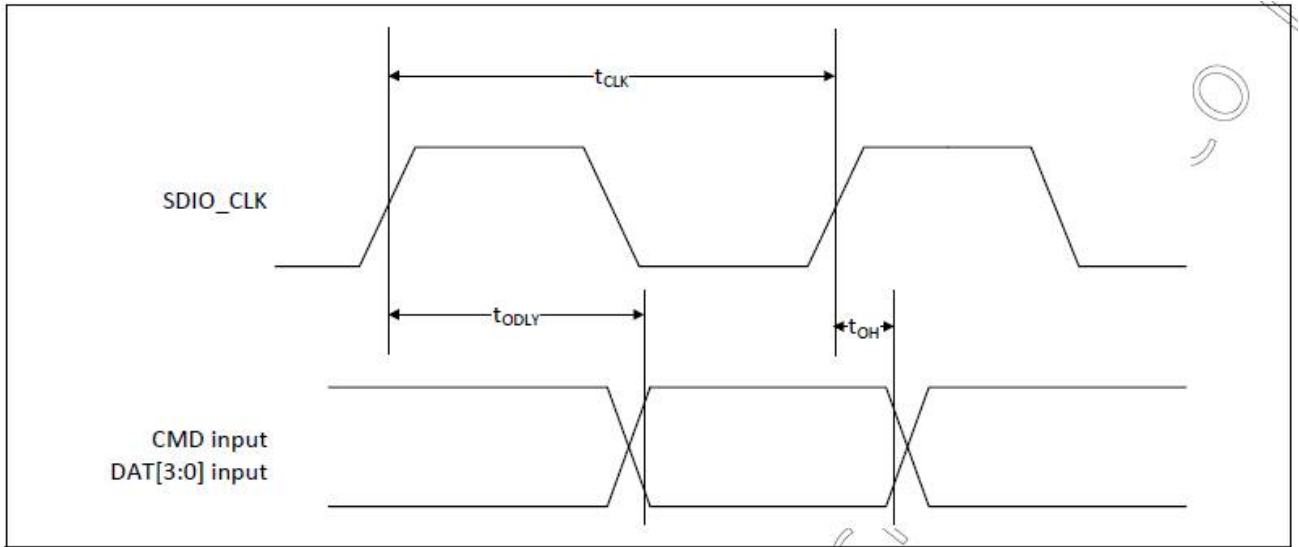 tCLK
SDIO_CLK
tODLY
tOH
CMD input
DAT[3:0] input